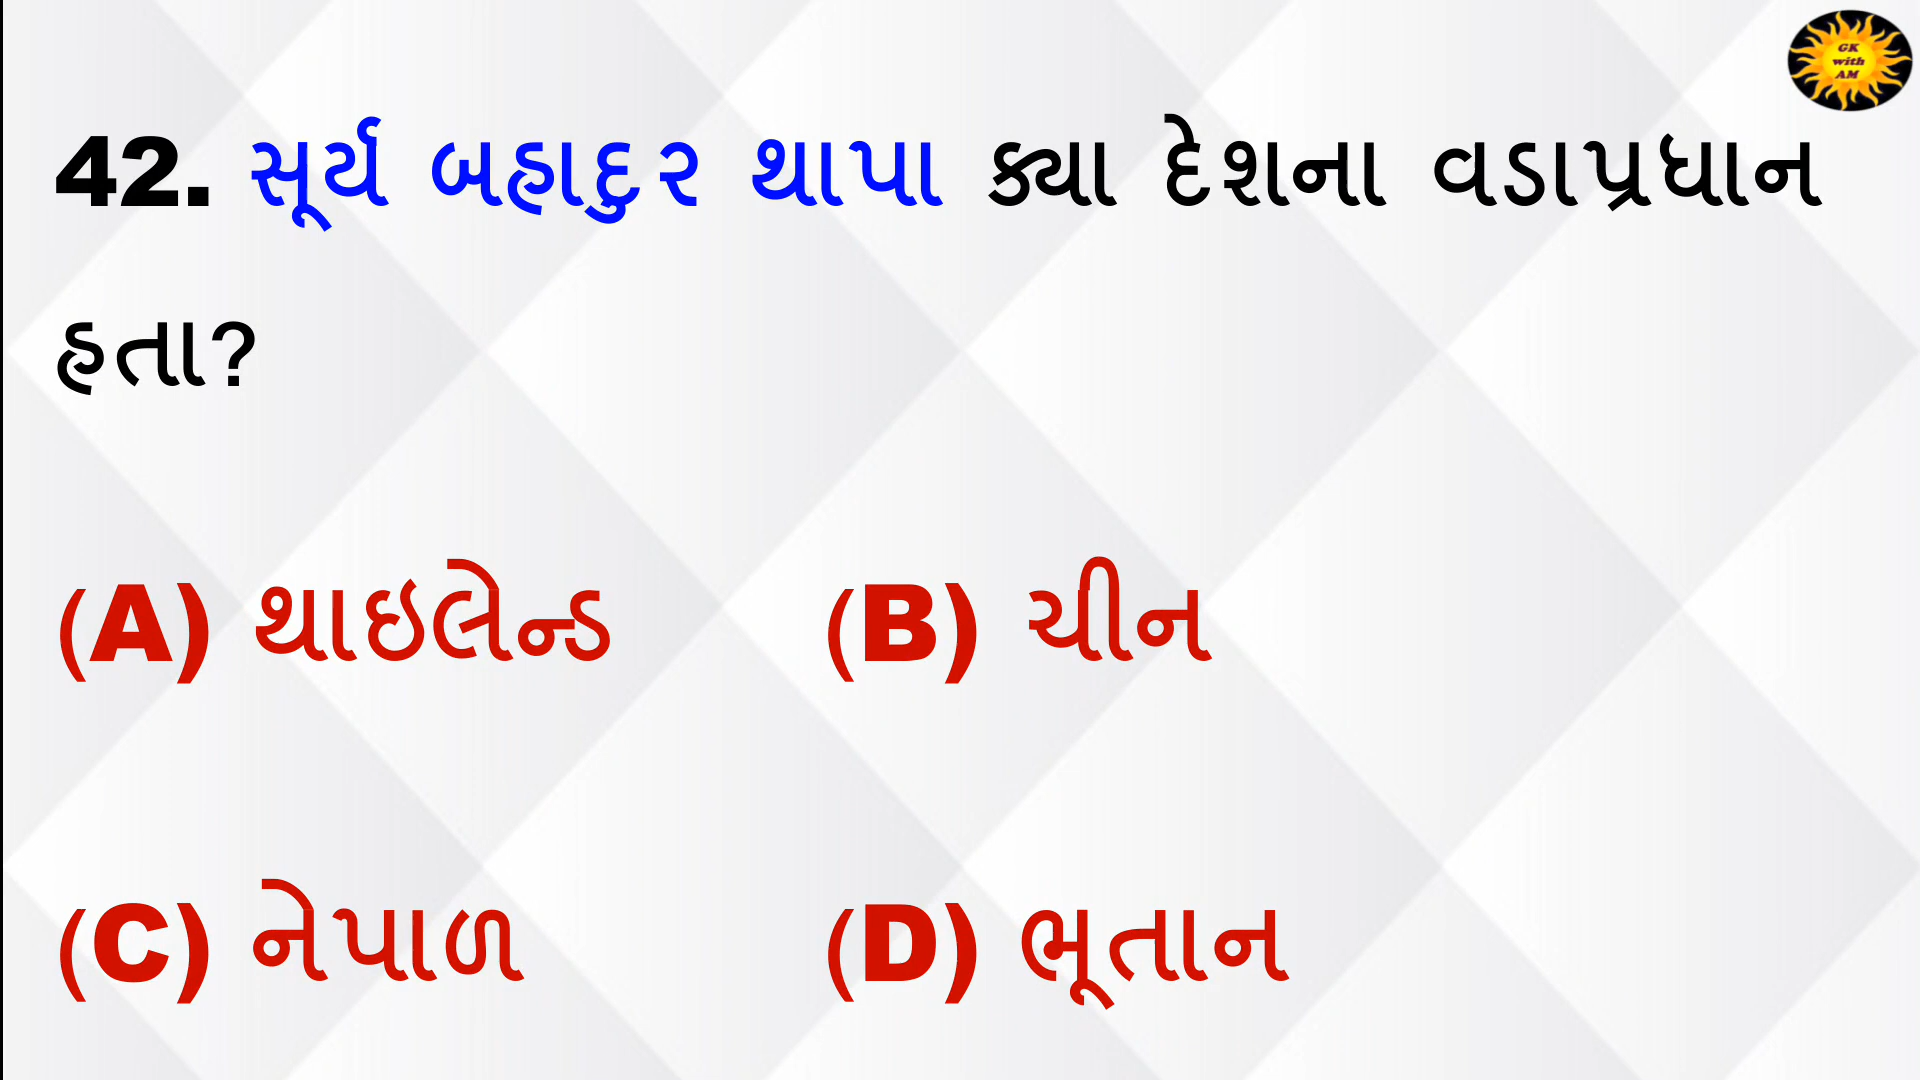 GK
with
AM
42. સૂર્ય બહાદુર થાપા ક્યા દેશના વડાપ્રધાન
હતા?
(A) થાઇલેન્ડ (B) ચીન
(C) નેપાળ (D) ભૂતાન